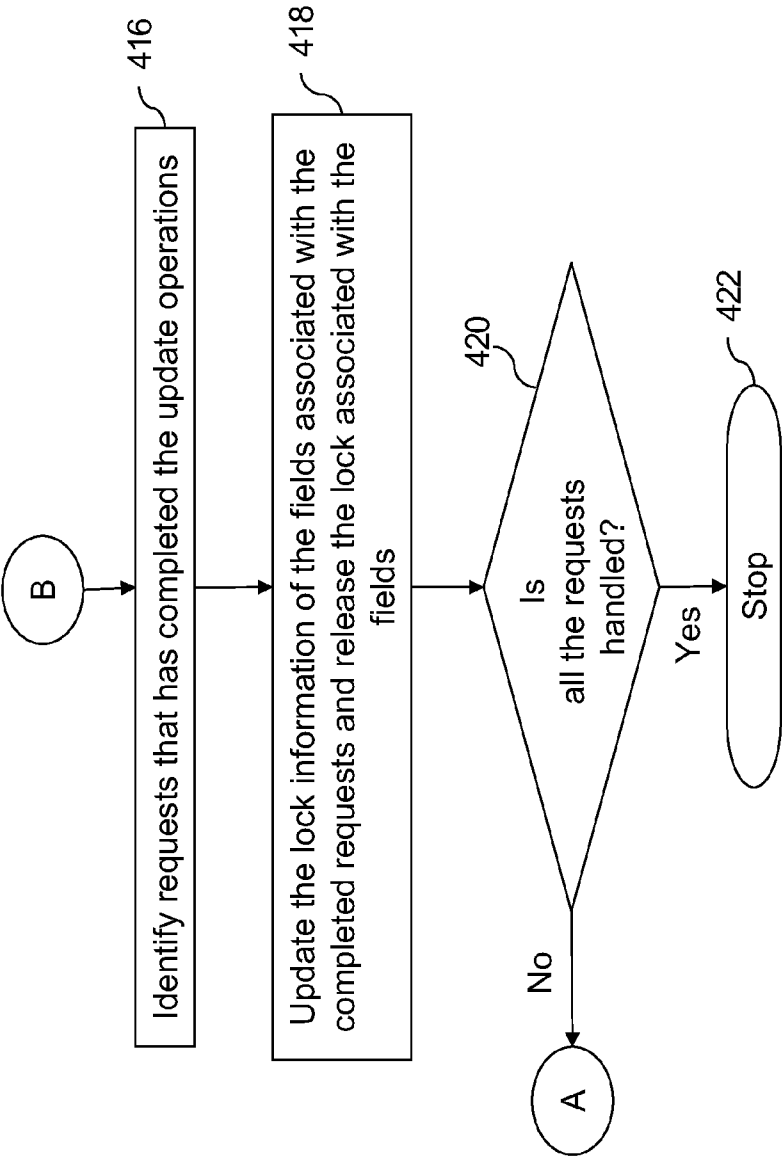 B
416
Identify requests that has completed the update operations
418
Update the lock information of the fields associated with the
completed requests and release the lock associated with the
fields
420
Is
all the requests
handled?
No
A
Yes
422
Stop